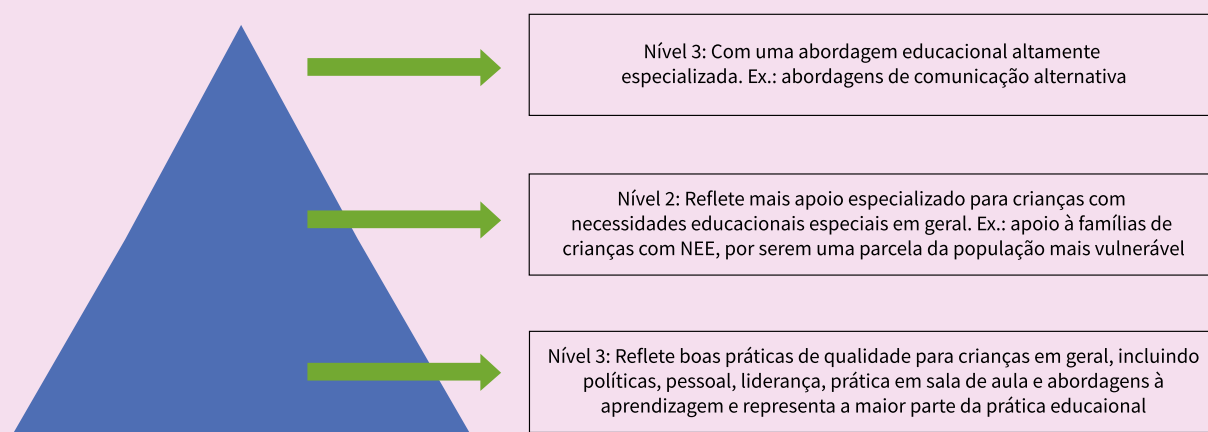 Nível 3: Com uma abordagem educacional altamente
especializada. Ex.: abordagens de comunicação alternativa
Nível 2: Reflete mais apoio especializado para crianças com
necessidades educacionais especiais em geral. Ex.: apoio à famílias de
crianças com NEE, por serem uma parcela da população mais vulnerável
Nível 3: Reflete boas práticas de qualidade para crianças em geral, incluindo
políticas, pessoal, liderança, prática em sala de aula e abordagens à
aprendizagem e representa a maior parte da prática educaional